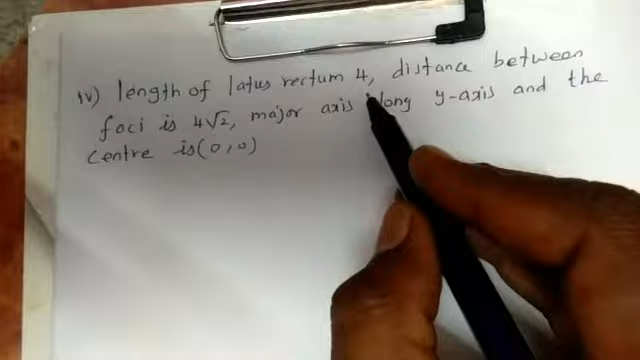 iv) length of latus rectum 4, distance between
foci is 4√2, major axis along y-axis and the
centre is (0,0)